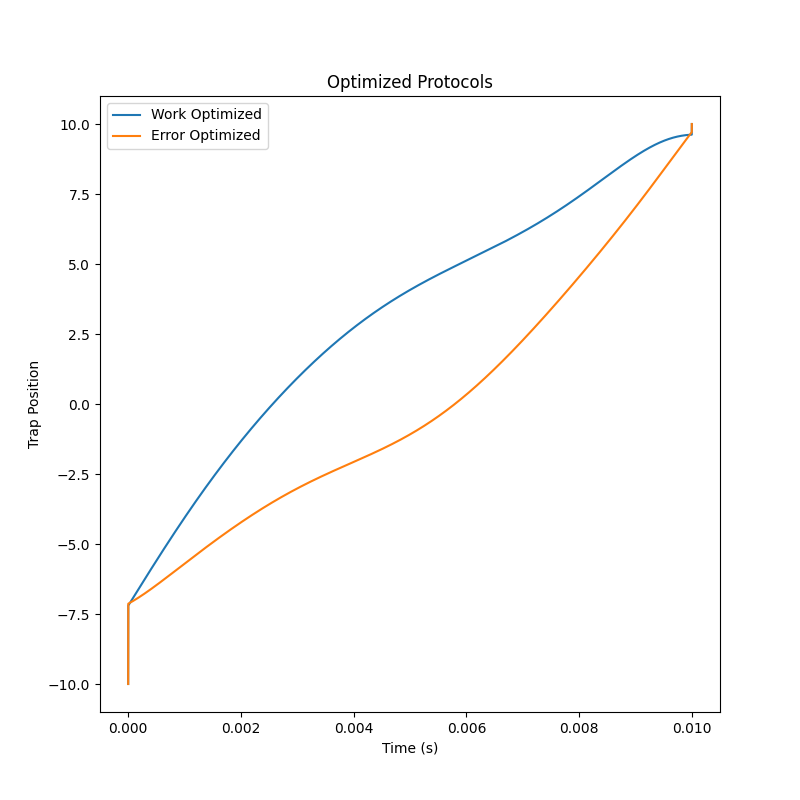 Optimized Protocols
Work Optimized
Error Optimized
10.0
7.5
5.0
2.5
0.0
−2.5
−5.0
−7.5
−10.0
Trap Position
0.000 0.002 0.004 0.006 0.008 0.010
Time (s)